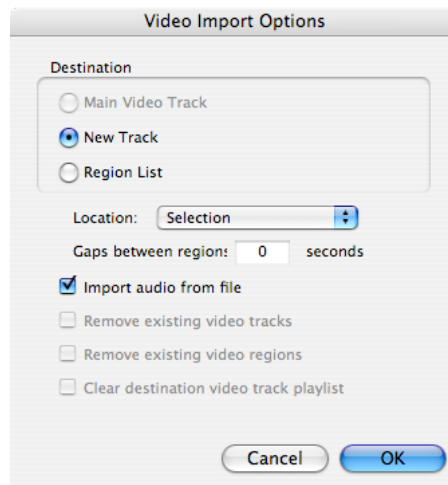 Video Import Options
Destination
Main Video Track
New Track
Region List
Location: Selection
Gaps between region: 0 seconds
Import audio from file
Remove existing video tracks
Remove existing video regions
Clear destination video track playlist
Cancel OK